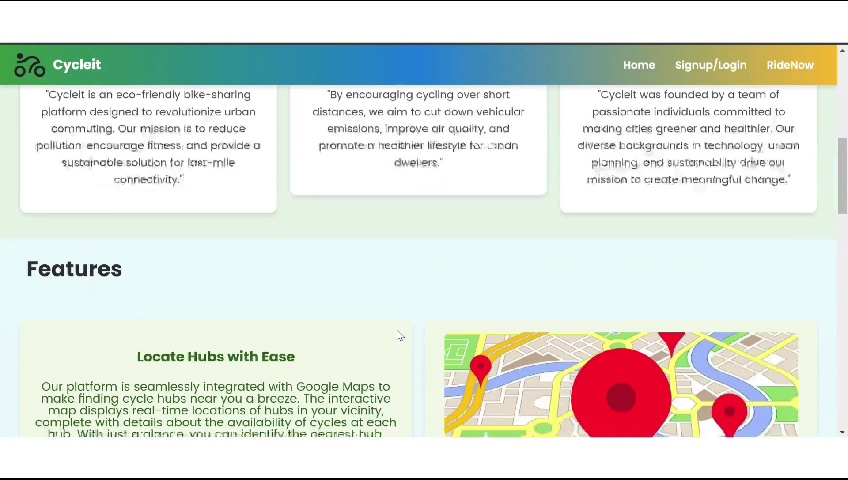 Cycleit
Home
Signup/Login
RideNow
"Cycleit is an eco-friendly bike-sharing
platform designed to revolutionize urban
commuting. Our mission is to reduce
pollution, encourage fitness, and provide a
sustainable solution for last-mile
connectivity."
"By encouraging cycling over short
distances, we aim to cut down vehicular
emissions, improve air quality, and
promote a healthier lifestyle for urban
dwellers."
"Cycleit was founded by a team of
passionate individuals committed to
making cities greener and healthier. Our
diverse backgrounds in technology, urban
planning, and sustainability drive our
mission to create meaningful change."
Features
Locate Hubs with Ease
Our platform is seamlessly integrated with Google Maps to
make finding cycle hubs near you a breeze. The interactive
map displays real-time locations of hubs in your vicinity,
complete with details about the availability of cycles at each
hub. With just a glance, you can identify the nearest hub